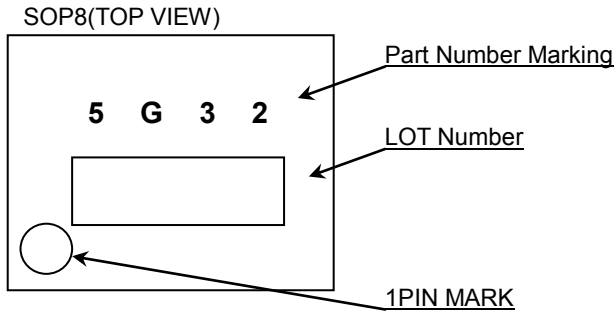 SOP8(TOP VIEW)
Part Number Marking
5 G 3 2
LOT Number
1PIN MARK